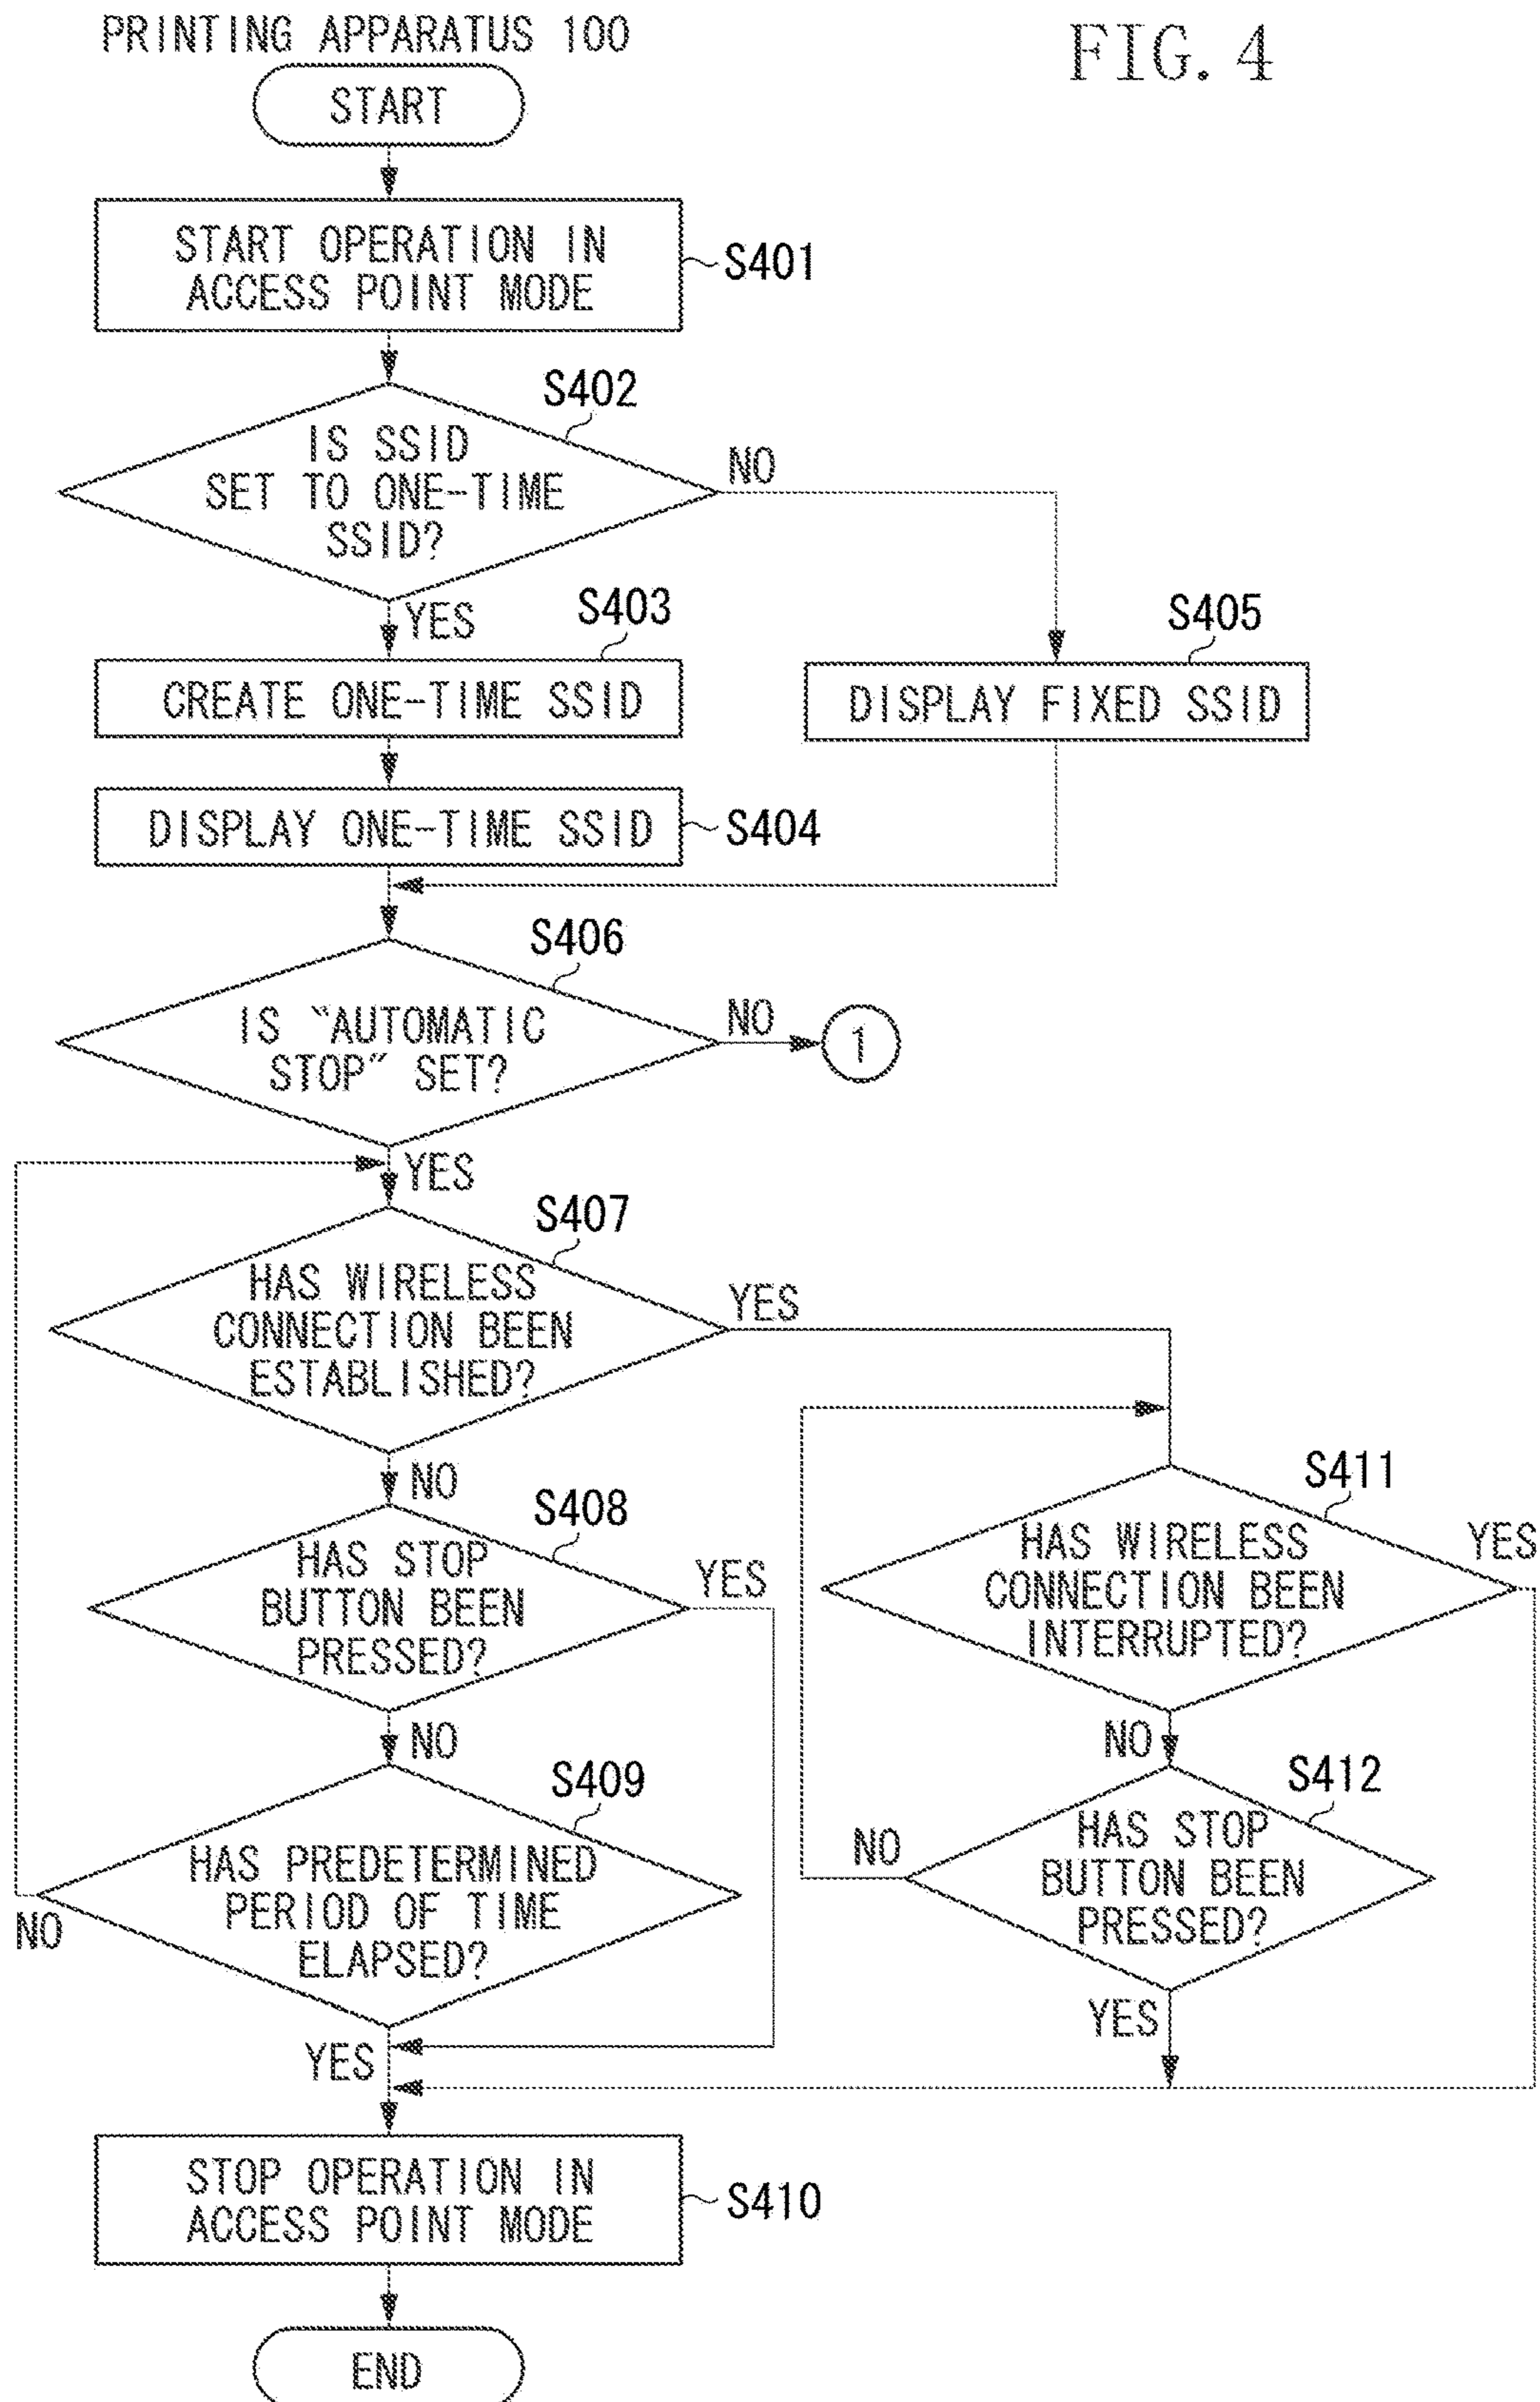 PRINTING APPARATUS 100
FIG. 4
START
START OPERATION IN
ACCESS POINT MODE
S401
S402
IS SSID
SET TO ONE-TIME
SSID?
NO
YES
S403
CREATE ONE-TIME SSID
S405
DISPLAY FIXED SSID
DISPLAY ONE-TIME SSID
S404
S406
IS "AUTOMATIC
STOP" SET?
NO
1
YES
S407
HAS WIRELESS
CONNECTION BEEN
ESTABLISHED?
YES
NO
S408
HAS STOP
BUTTON BEEN
PRESSED?
YES
S411
HAS WIRELESS
CONNECTION BEEN
INTERRUPTED?
YES
NO
NO
S409
HAS PREDETERMINED
PERIOD OF TIME
ELAPSED?
NO
YES
S412
HAS STOP
BUTTON BEEN
PRESSED?
NO
YES
STOP OPERATION IN
ACCESS POINT MODE
S410
END